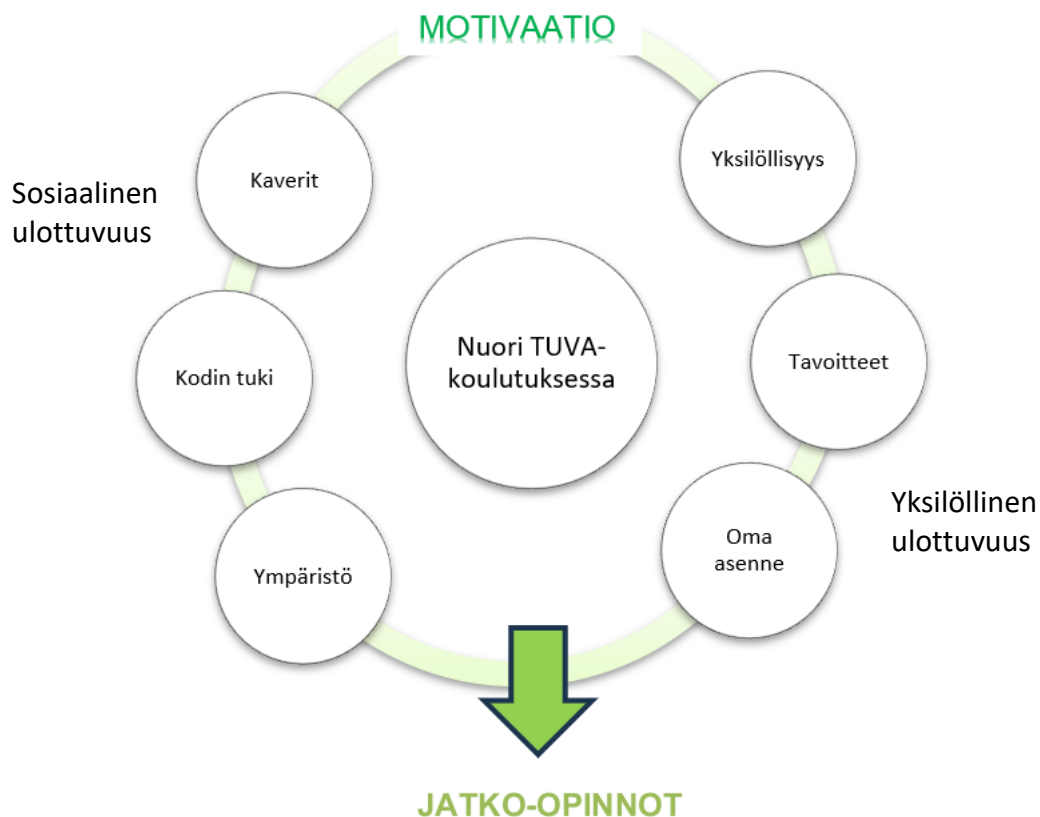 MOTIVAATIO
Kaverit
Yksilöllisyys
Sosiaalinen
ulottuvuus
Nuori TUVA-
koulutuksessa
Kodin tuki
Tavoitteet
Yksilöllinen
ulottuvuus
Oma
asenne
Ympäristö
JATKO-OPINNOT